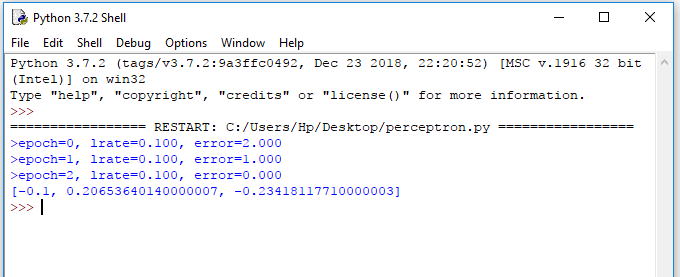 Python 3.7.2 Shell
File Edit Shell Debug Options Window Help
Python 3.7.2 (tags/v3.7.2:9a3ffc0492, Dec 23 2018, 22:20:52) [MSC v.1916 32 bit
(Intel)] on win32
Type "help", "copyright", "credits" or "license()" for more information.
>>>
================= RESTART: C:/Users/Hp/Desktop/perceptron.py =================
>epoch=0, lrate=0.100, error=2.000
>epoch=1, lrate=0.100, error=1.000
>epoch=2, lrate=0.100, error=0.000
[-0.1, 0.20653640140000007, -0.23418117710000003]
>>>